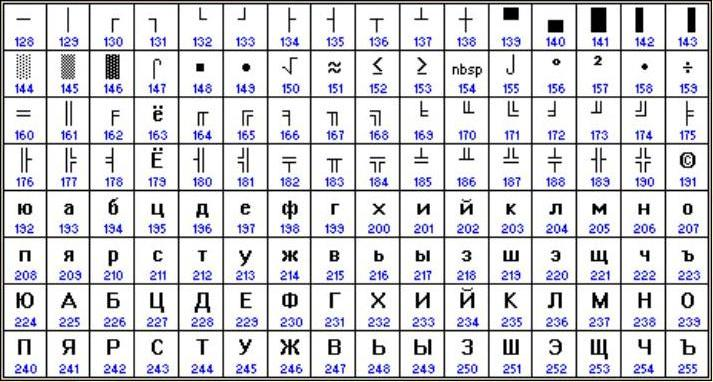 ─ │ ┌ ┐ └ ┘ ├ ┤ ┬ ┴ ┼ ▀ ▄ █ ▌ ▐
128 129 130 131 132 133 134 135 136 137 138 139 140 141 142 143
░ ▒ ▓ ⌠ ■ • √ ≈ ≤ ≥ nbsp ⌡ ° ² · ÷
144 145 146 147 148 149 150 151 152 153 154 155 156 157 158 159
═ ║ ╒ ё ╓ ╔ ╕ ╖ ╗ ╘ ╙ ╚ ╛ ╜ ╝ ╞
160 161 162 163 164 165 166 167 168 169 170 171 172 173 174 175
╟ ╠ ╡ Ё ╢ ╣ ╤ ╥ ╦ ╧ ╨ ╩ ╪ ╫ ╬ ©
176 177 178 179 180 181 182 183 184 185 186 187 188 189 190 191
ю а б ц д е ф г х и й к л м н о
192 193 194 195 196 197 198 199 200 201 202 203 204 205 206 207
п я р с т у ж в ь ы з ш э щ ч ъ
208 209 210 211 212 213 214 215 216 217 218 219 220 221 222 223
Ю А Б Ц Д Е Ф Г Х И Й К Л М Н О
224 225 226 227 228 229 230 231 232 233 234 235 236 237 238 239
П Я Р С Т У Ж В Ь Ы З Ш Э Щ Ч Ъ
240 241 242 243 244 245 246 247 248 249 250 251 252 253 254 255